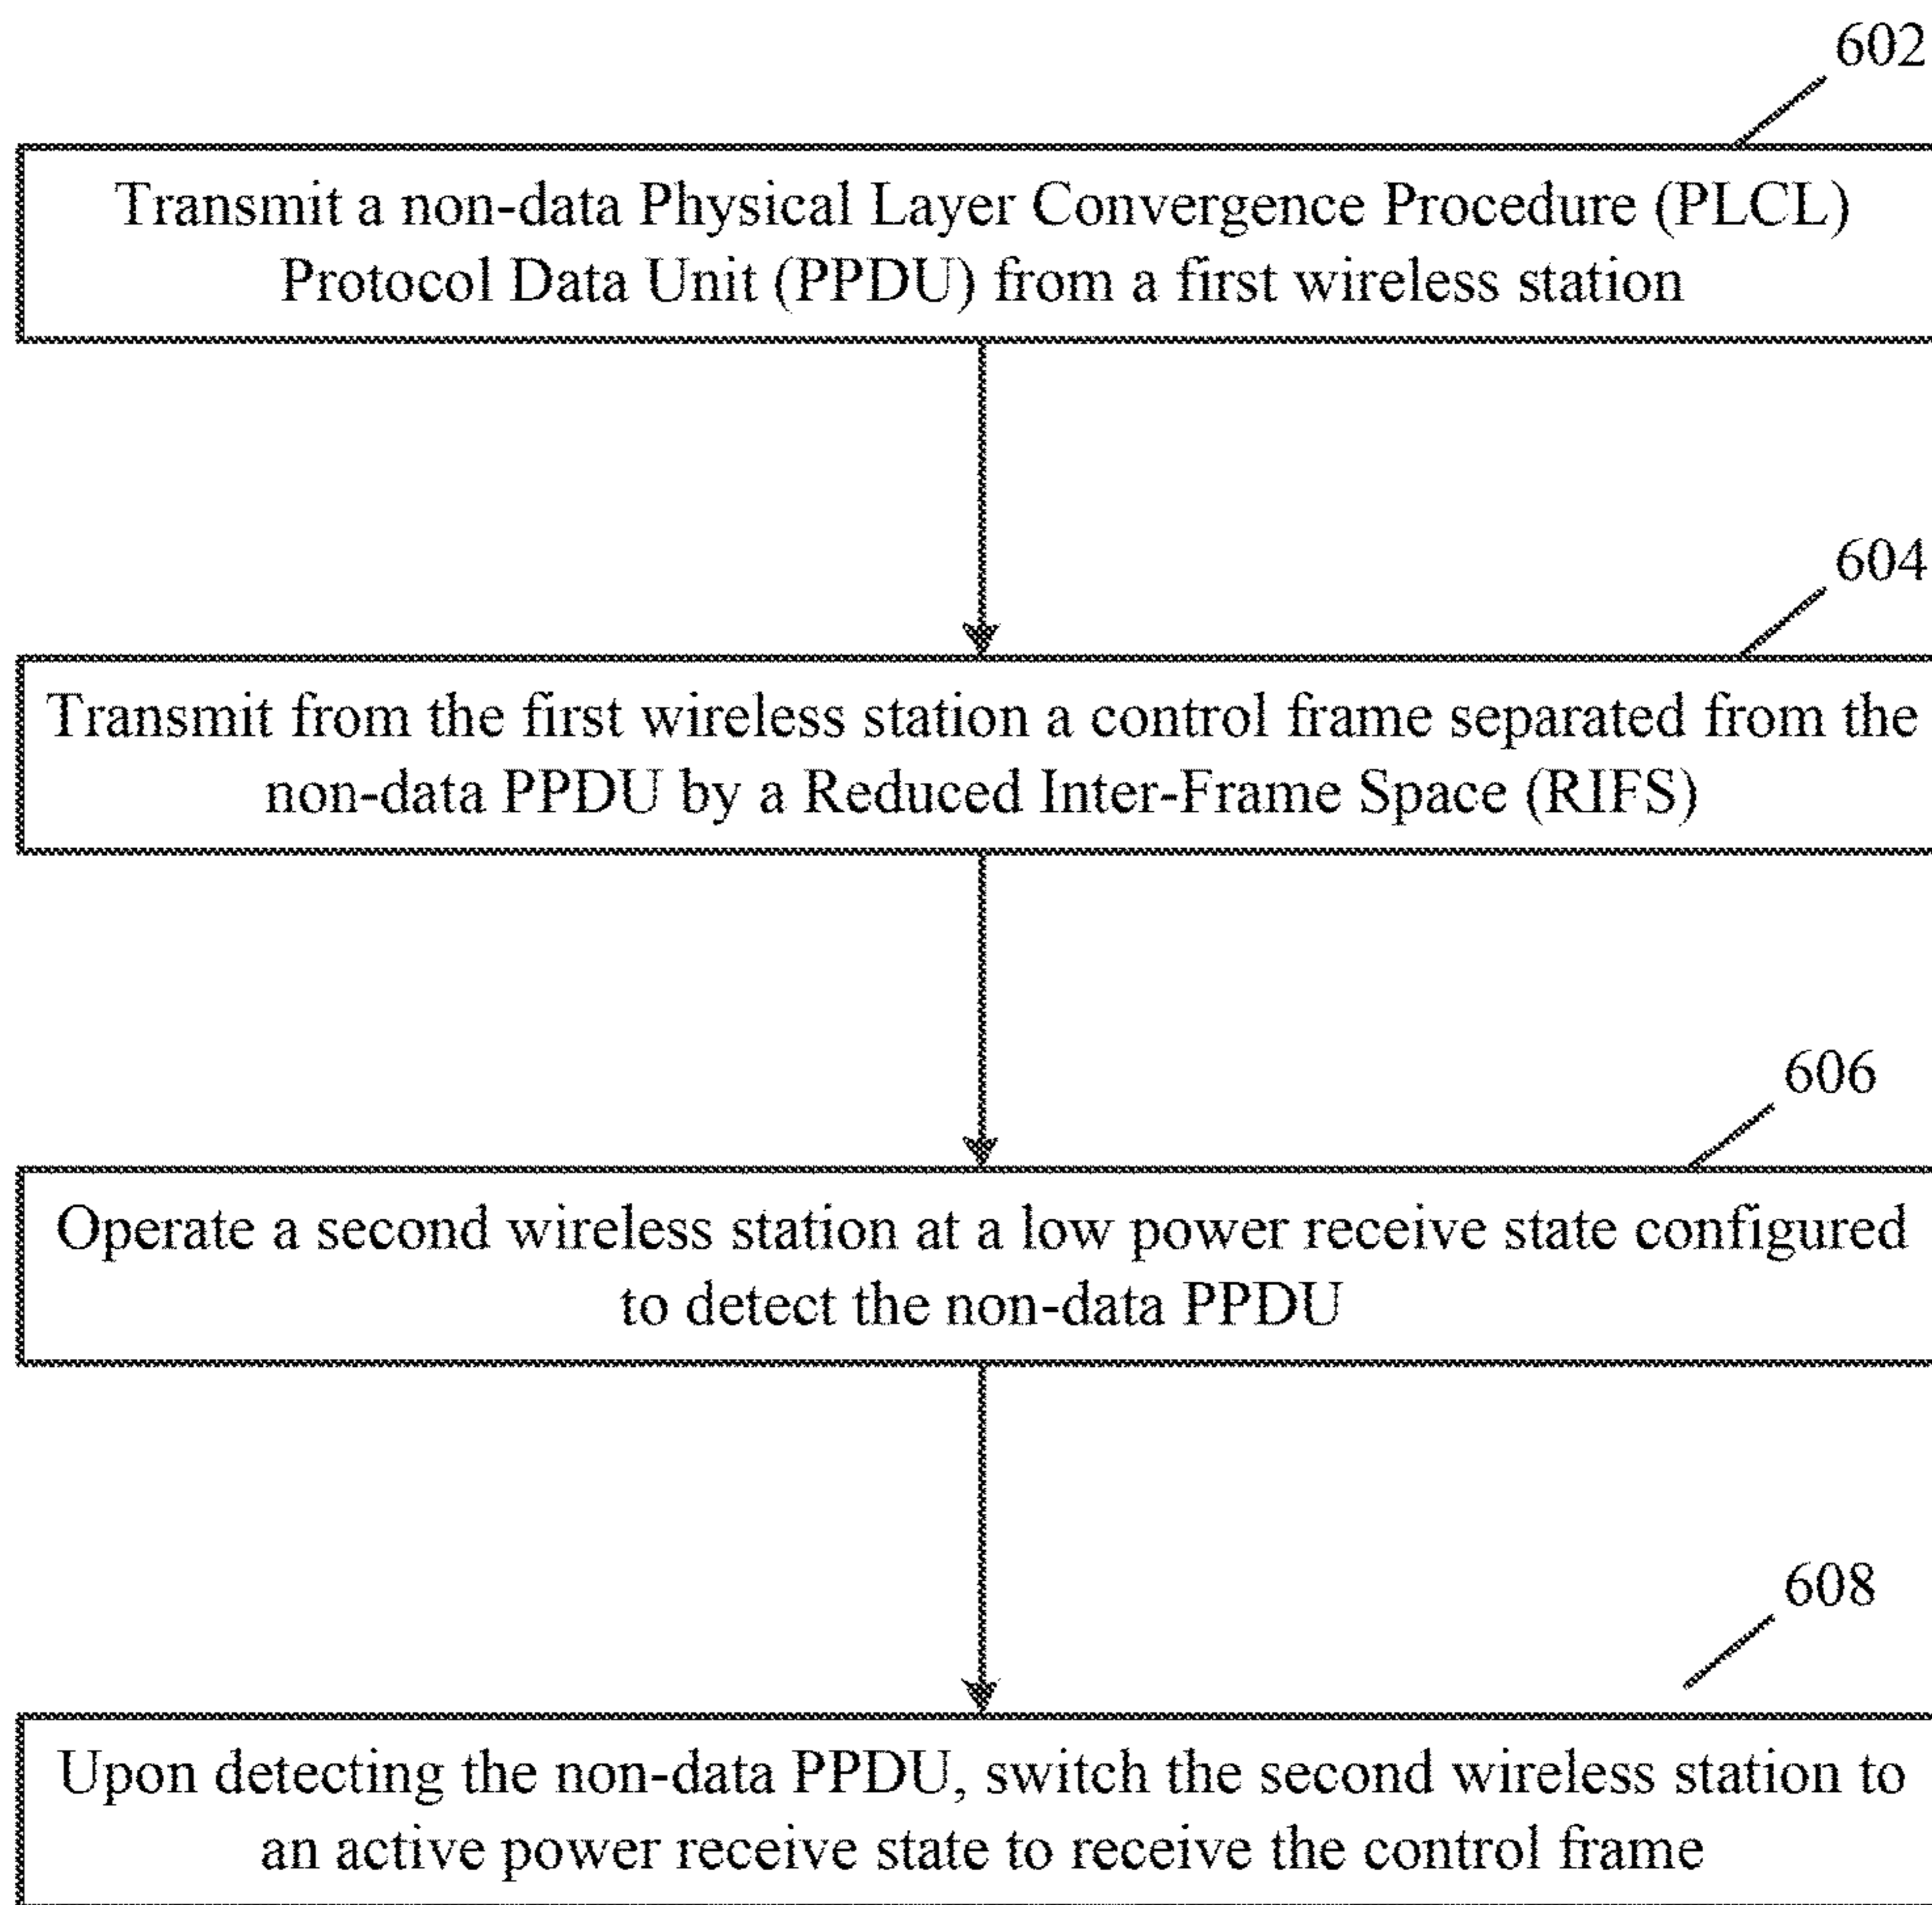 602
Transmit a non-data Physical Layer Convergence Procedure (PLCL)
Protocol Data Unit (PPDU) from a first wireless station
604
Transmit from the first wireless station a control frame separated from the
non-data PPDU by a Reduced Inter-Frame Space (RIFS)
606
Operate a second wireless station at a low power receive state configured
to detect the non-data PPDU
608
Upon detecting the non-data PPDU, switch the second wireless station to
an active power receive state to receive the control frame